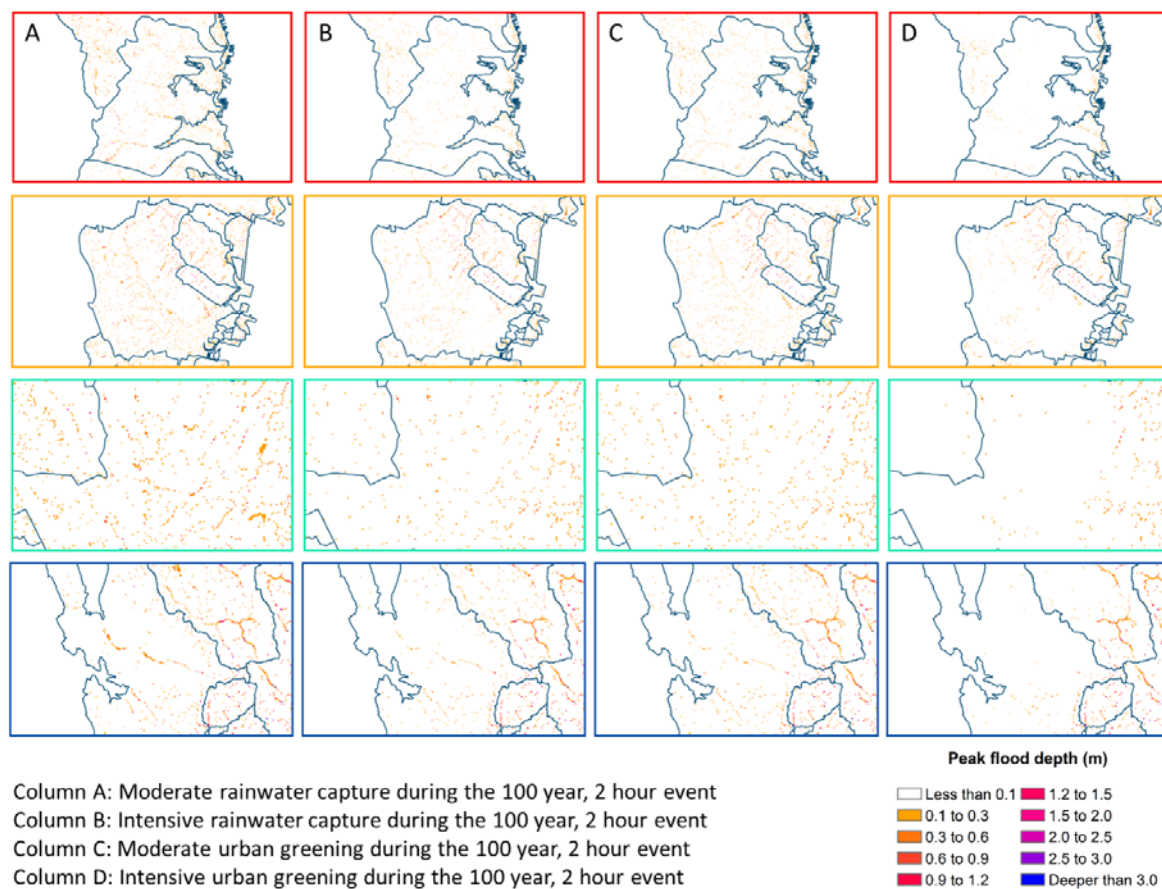 A
B
C
D
Column A: Moderate rainwater capture during the 100 year, 2 hour event
Column B: Intensive rainwater capture during the 100 year, 2 hour event
Column C: Moderate urban greening during the 100 year, 2 hour event
Column D: Intensive urban greening during the 100 year, 2 hour event
Peak flood depth (m)
Less than 0.1
0.1 to 0.3
0.3 to 0.6
0.6 to 0.9
0.9 to 1.2
1.2 to 1.5
1.5 to 2.0
2.0 to 2.5
2.5 to 3.0
Deeper than 3.0